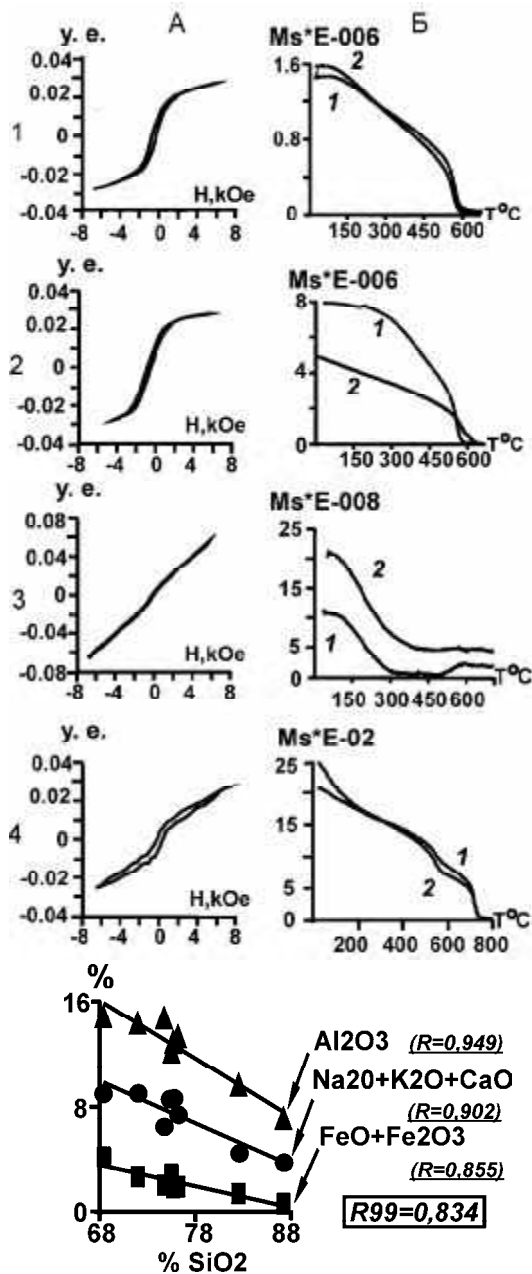 А Б
y. e. Ms*E-006
0.04 1.6 2
0.02 1
1 0 0.8
-0.02
H,kOe
-0.04 0 T°C
-8 -4 0 4 8 150 300 450 600
y. e. Ms*E-006
0.04 8
0.02 1
2 0 4
-0.02 2
H,kOe
-0.04 0 T°C
-8 -4 0 4 8 150 300 450 600
y. e. Ms*E-008
0.08 25
0.04 2
3 0 15
-0.04 1 5
H,kOe T°C
-0.08 0
-8 -4 0 4 8 150 300 450 600
y. e. Ms*E-02
0.04 25
0.02
4 0 15 1
-0.02 2
H,kOe 5
-0.04 0 T°C
-8 -4 0 4 8 200 400 600 800
%
16
Al2O3 (R=0,949)
Na20+K2O+CaO
8 (R=0,902)
FeO+Fe2O3
(R=0,855)
0 R99=0,834
68 78 88
% SiO2